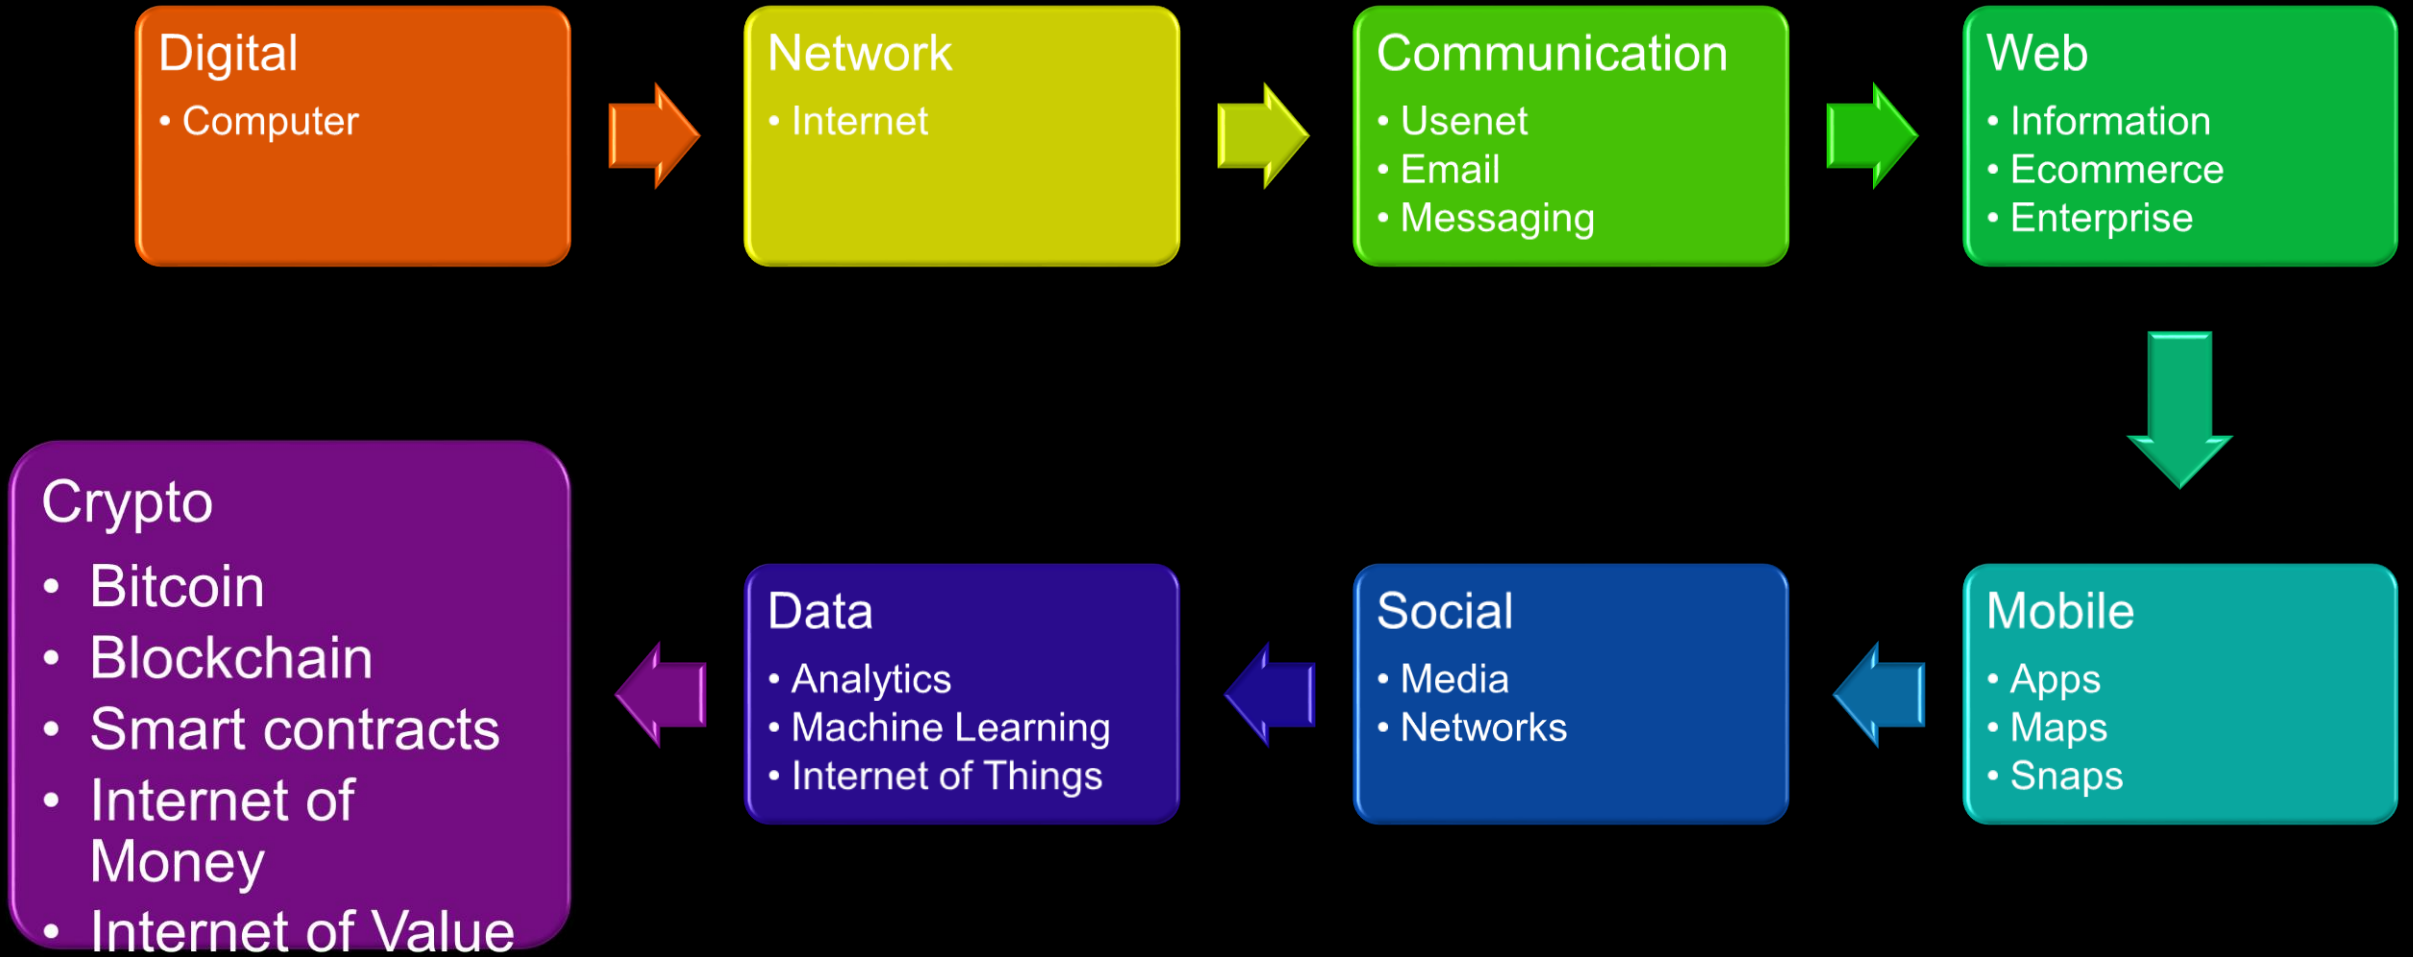 Digital
• Computer
Network
• Internet
Communication
• Usenet
• Email
• Messaging
Web
• Information
• Ecommerce
• Enterprise
Mobile
• Apps
• Maps
• Snaps
Social
• Media
• Networks
Data
• Analytics
• Machine Learning
• Internet of Things
Crypto
• Bitcoin
• Blockchain
• Smart contracts
• Internet of
Money
• Internet of Value